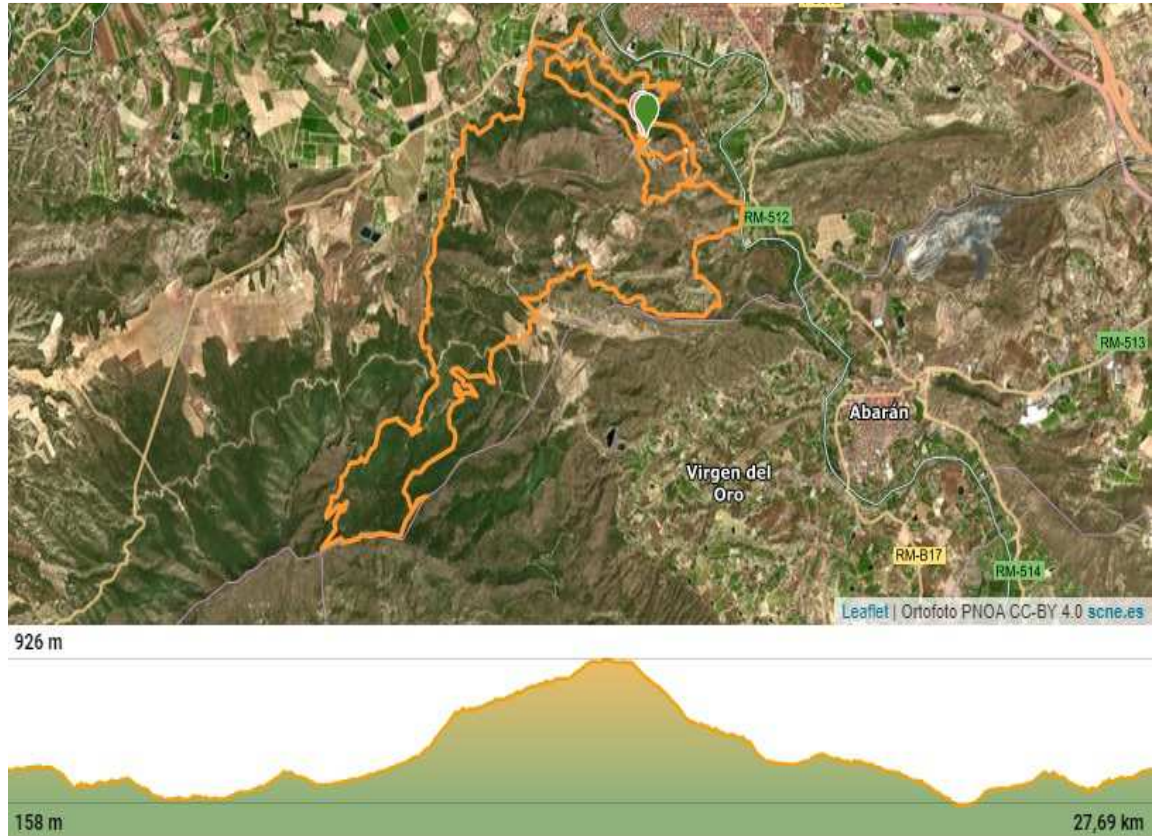 RM-512
RM-513
Abarán
Virgen del
Oro
RM-B17
RM-514
Leaflet | Ortofoto PNOA CC-BY 4.0 scne.es
926 m
158 m
27,69 km